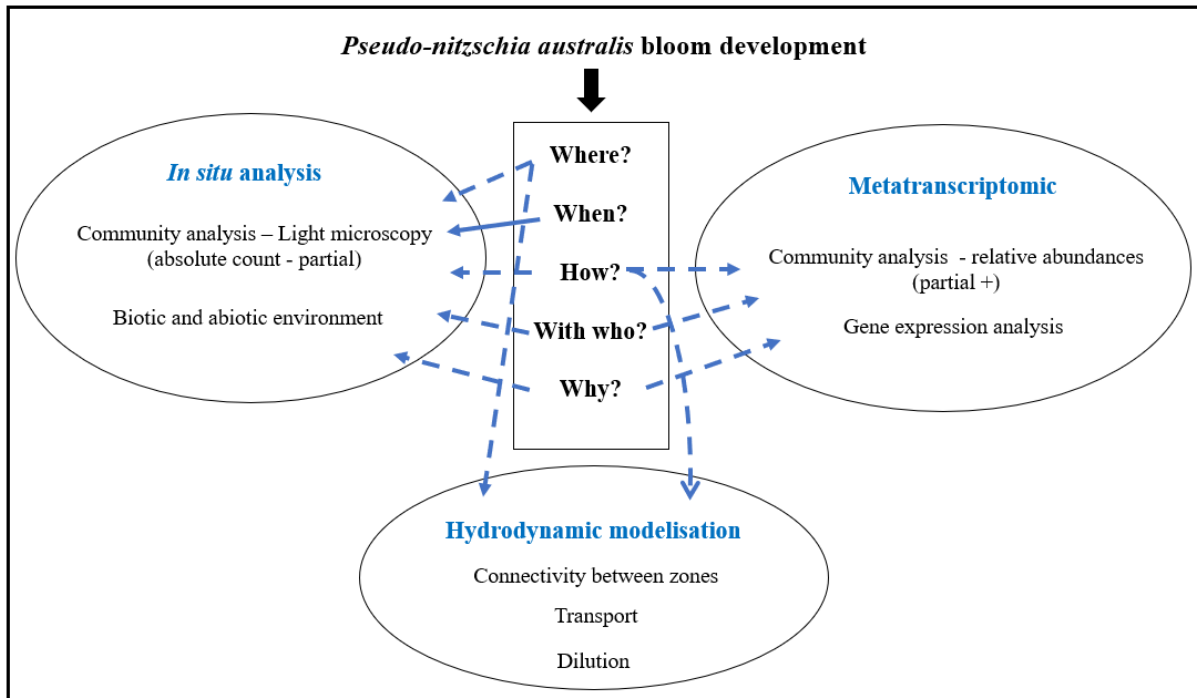 Pseudo-nitzschia australis bloom development
Where?
When?
How?
With who?
Why?
In situ analysis
Community analysis – Light microscopy
(absolute count - partial)
Biotic and abiotic environment
Metatranscriptomic
Community analysis - relative abundances
(partial +)
Gene expression analysis
Hydrodynamic modelisation
Connectivity between zones
Transport
Dilution